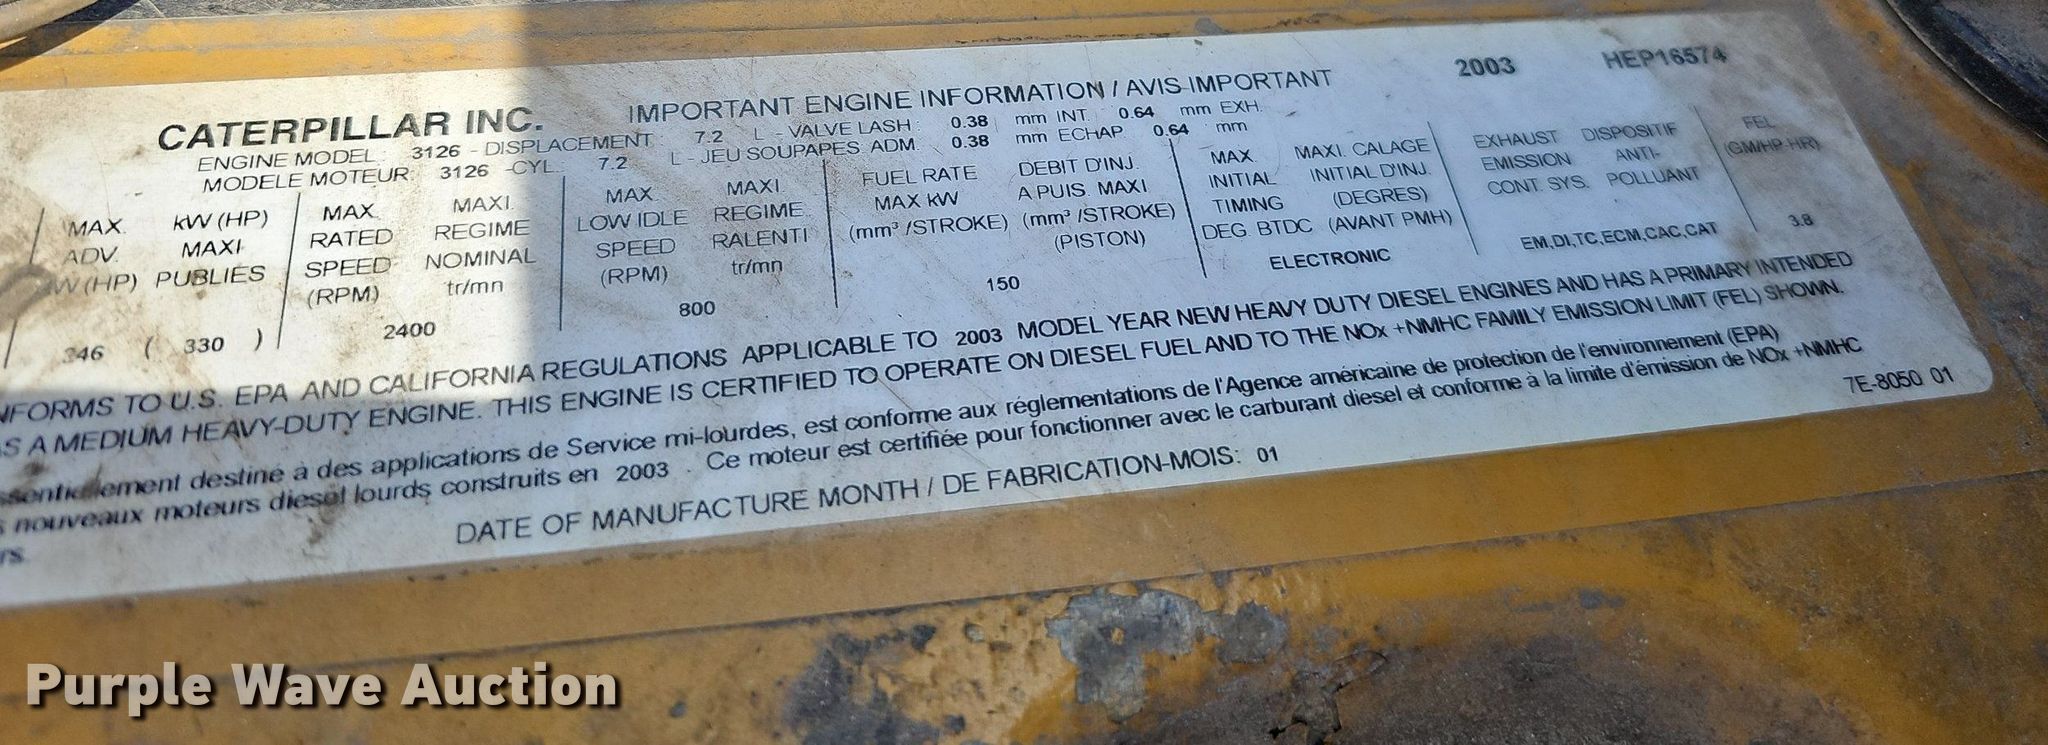 CATERPILLAR INC. IMPORTANT ENGINE INFORMATION / AVIS IMPORTANT 2003 HEP16574
ENGINE MODEL: 3126 - DISPLACEMENT 7.2 L - VALVE LASH: 0.38 mm INT. 0.64 mm EXH.
MODELE MOTEUR: 3126 -CYL: 7.2 L - JEU SOUPAPES ADM. 0.38 mm ECHAP. 0.64 mm
MAX. kW (HP)
ADV. MAXI
(HP) PUBLIÉS
346 ( 330 )
MAX. MAXI.
RATED REGIME
SPEED NOMINAL
(RPM) tr/mn
2400
MAX. MAXI.
LOW IDLE REGIME
SPEED RALENTI
(RPM) tr/mn
800
FUEL RATE DEBIT D'INJ.
MAX KW A PUIS. MAXI
(mm³ /STROKE) (mm³ /STROKE)
(PISTON)
150
MAX. MAXI. CALAGE
INITIAL INITIAL D'INJ.
TIMING (DEGRES)
DEG. BTDC (AVANT PMH)
ELECTRONIC
EXHAUST DISPOSITIF
EMISSION ANTI-
CONT. SYS. POLLUANT
EM,DI,TC,ECM,CAC,CAT
FEL
(GM/HP-HR)
3.8
TO U.S. EPA AND CALIFORNIA REGULATIONS APPLICABLE TO 2003 MODEL YEAR NEW HEAVY DUTY DIESEL ENGINES AND HAS A PRIMARY INTENDED
A MEDIUM HEAVY-DUTY ENGINE. THIS ENGINE IS CERTIFIED TO OPERATE ON DIESEL FUEL AND TO THE NOx +NMHC FAMILY EMISSION LIMIT (FEL) SHOWN.
destiné à des applications de Service mi-lourdes, est conforme aux réglementations de l'Agence américaine de protection de l'environnement (EPA)
nouveaux moteurs diesel lourds construits en 2003 . Ce moteur est certifiée pour fonctionner avec le carburant diesel et conforme à la limite d'émission de NOx +NMHC
DATE OF MANUFACTURE MONTH / DE FABRICATION-MOIS: 01
7E-8050 01
Purple Wave Auction